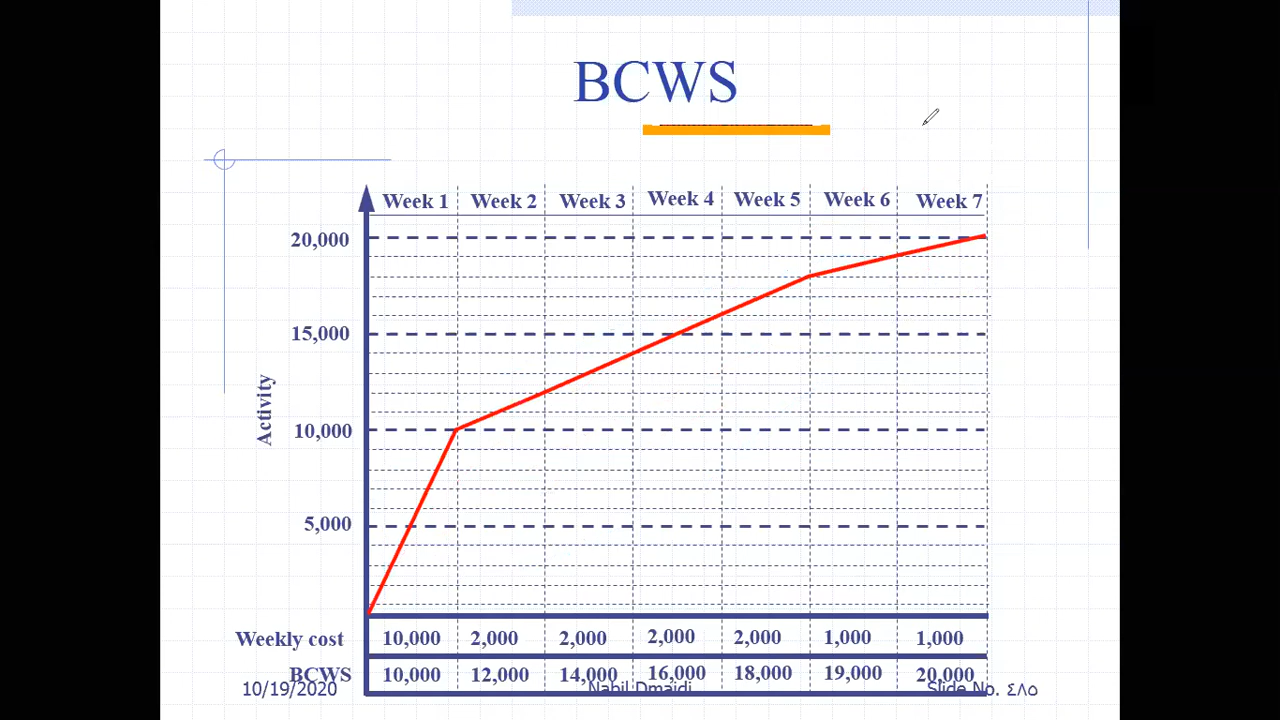 BCWS
Week 1 Week 2 Week 3 Week 4 Week 5 Week 6 Week 7
20,000
15,000
Activity
10,000
5,000
Weekly cost 10,000 2,000 2,000 2,000 2,000 1,000 1,000
BCWS 10,000 12,000 14,000 16,000 18,000 19,000 20,000
10/19/2020 Nabil Dmaidi Slide No. ٤٨٥